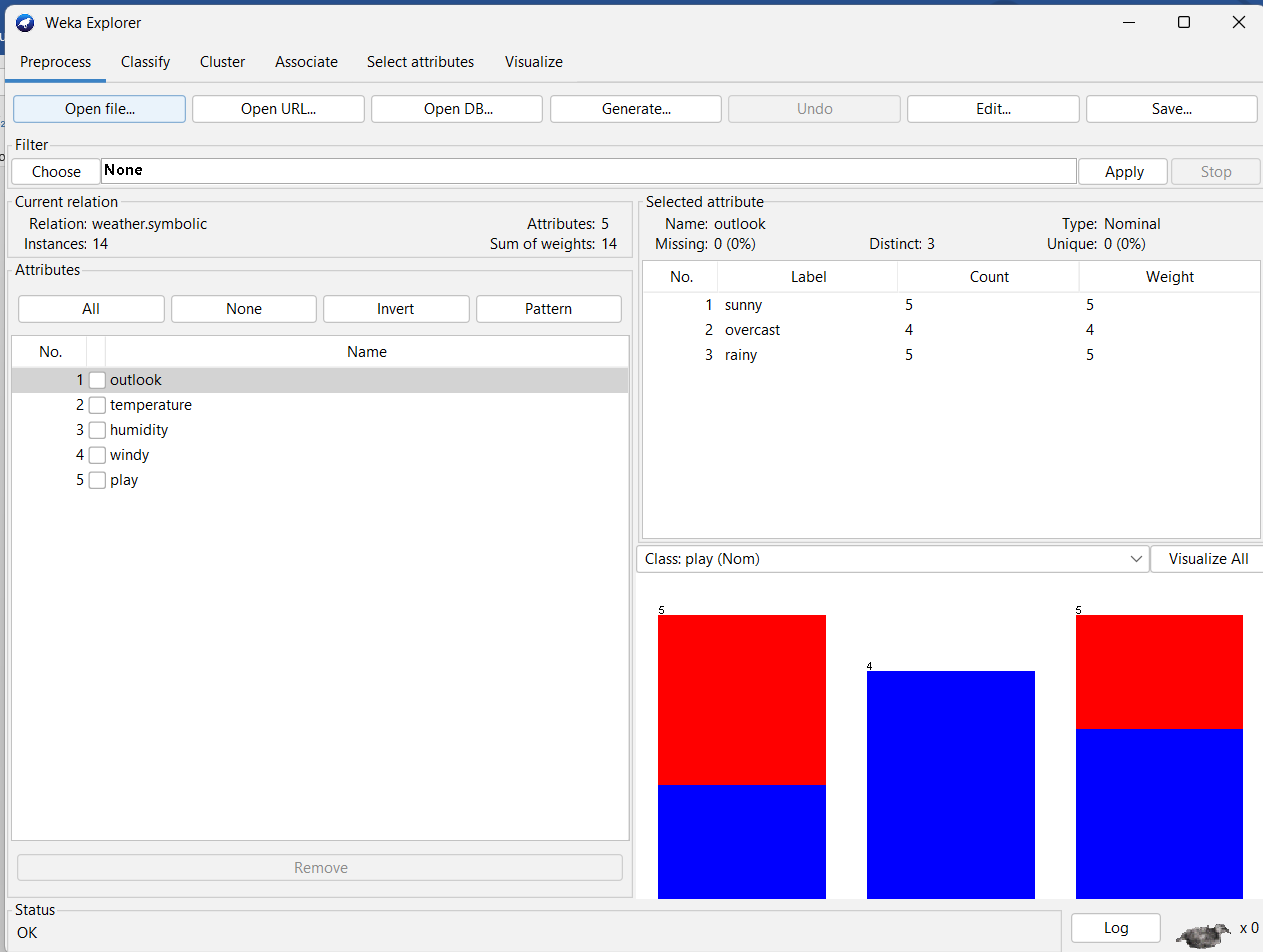 Weka Explorer
Preprocess Classify Cluster Associate Select attributes Visualize
Open file... Open URL... Open DB... Generate... Undo Edit... Save...
Filter
Choose None Apply Stop
Current relation
Relation: weather.symbolic Attributes: 5
Instances: 14 Sum of weights: 14
Attributes
All None Invert Pattern
No. Name
1 outlook
2 temperature
3 humidity
4 windy
5 play
Remove
Selected attribute
Name: outlook Type: Nominal
Missing: 0 (0%) Distinct: 3 Unique: 0 (0%)
No. Label Count Weight
1 sunny 5 5
2 overcast 4 4
3 rainy 5 5
Class: play (Nom) Visualize All
5 5
4
Status
OK
Log x 0